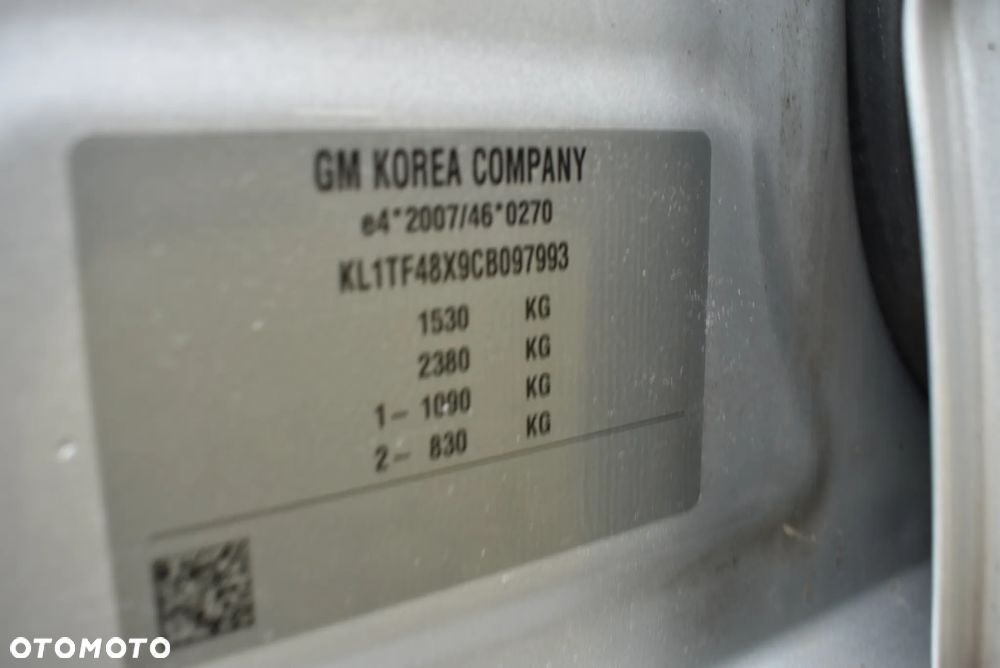 GM KOREA COMPANY
e4*2007/46*0270
KL1TF48X9CB097993
1530 KG
2380 KG
1- 1090 KG
2- 830 KG
OTOMOTO